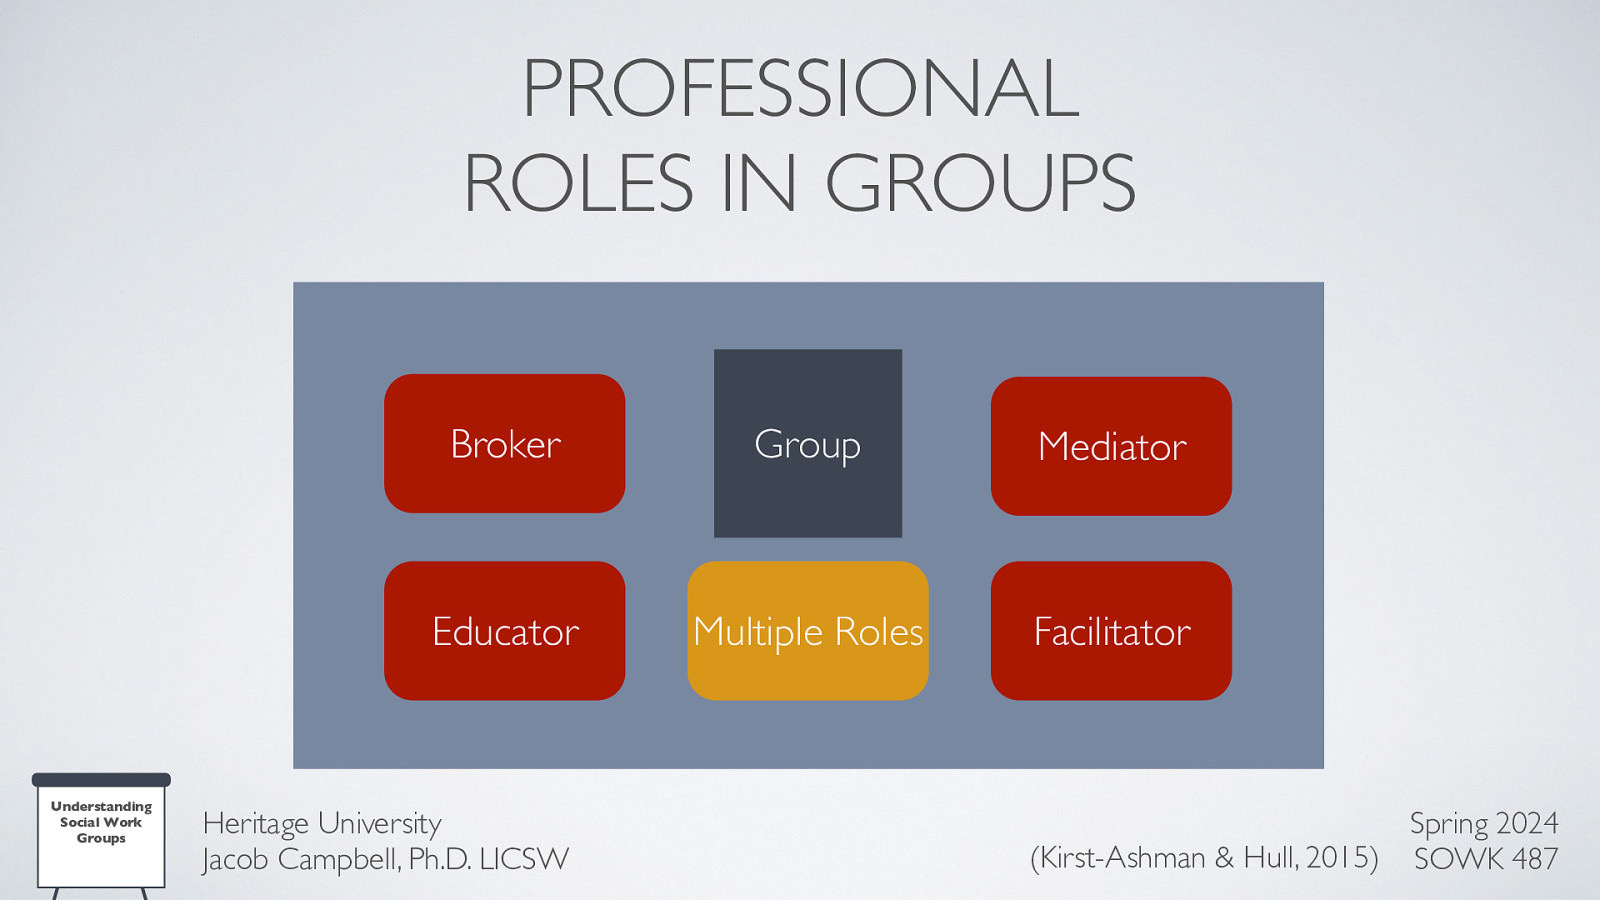 PROFESSIONAL
ROLES IN GROUPS
Broker
Group
Mediator
Educator
Multiple Roles
Facilitator
Understanding
Social Work
Groups
Heritage University
Jacob Campbell, Ph.D. LICSW
(Kirst-Ashman & Hull, 2015)
Spring 2024
SOWK 487